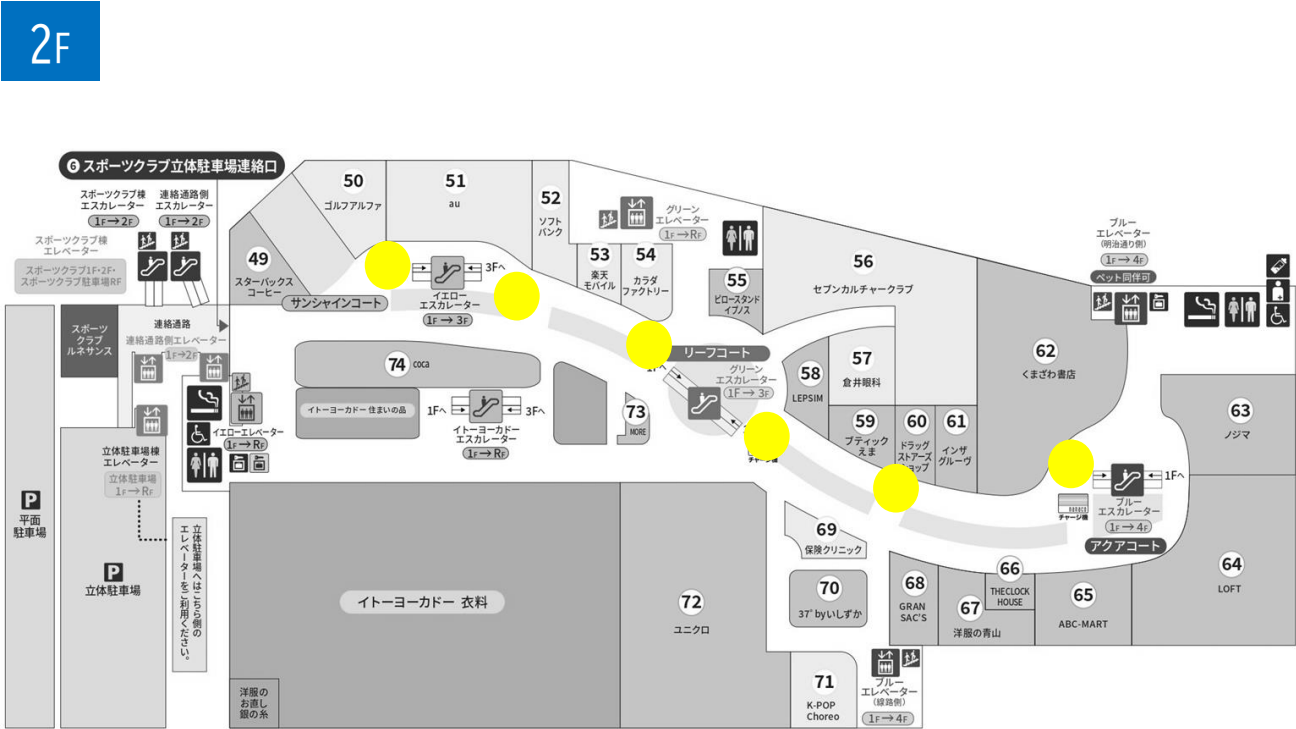 2F
❻ スポーツクラブ立体駐車場連絡口
スポーツクラブ棟
エスカレーター
1F→2F
連絡通路側
エスカレーター
1F→2F
スポーツクラブ棟
エレベーター
スポーツクラブ1F・2F・
スポーツクラブ駐車場RF
スポーツ
クラブ
ルネサンス
連絡通路
連絡通路側エレベーター
1F→2F
イエローエレベーター
1F→RF
立体駐車場棟
エレベーター
立体駐車場
1F→RF
P
平面
駐車場
P
立体駐車場
立体駐車場へはこちら側の
エレベーターをご利用ください。
49
スターバックス
コーヒー
50
ゴルフアルファ
51
au
52
ソフト
バンク
53
楽天
モバイル
54
カラダ
ファクトリー
グリーン
エレベーター
1F→RF
55
ピロースタンド
イブノス
56
セブンカルチャークラブ
サンシャインコート
3Fへ
イエロー
エスカレーター
1F→3F
74 coca
イトーヨーカドー 住まいの品
1Fへ
3Fへ
イトーヨーカドー
エスカレーター
1F→RF
73
MORE
リーフコート
グリーン
エスカレーター
1F→3F
57
倉井眼科
58
LEPSIM
59
ブティック
えま
60
ドラッグ
ストアーズ
61
インザ
グルーヴ
62
くまざわ書店
ブルー
エレベーター
(明治通り側)
1F→4F
ペット同伴可
63
ノジマ
64
LOFT
1Fへ
ブルー
エスカレーター
1F→4F
チャージ機
アクアコート
65
ABC-MART
66
THECLOCK
HOUSE
67
洋服の青山
68
GRAN
SAC'S
69
保険クリニック
70
37°byいしずか
71
K-POP
Choreo
ブルー
エレベーター
(線路側)
1F→4F
72
ユニクロ
イトーヨーカドー 衣料
洋服の
お直し
銀の糸